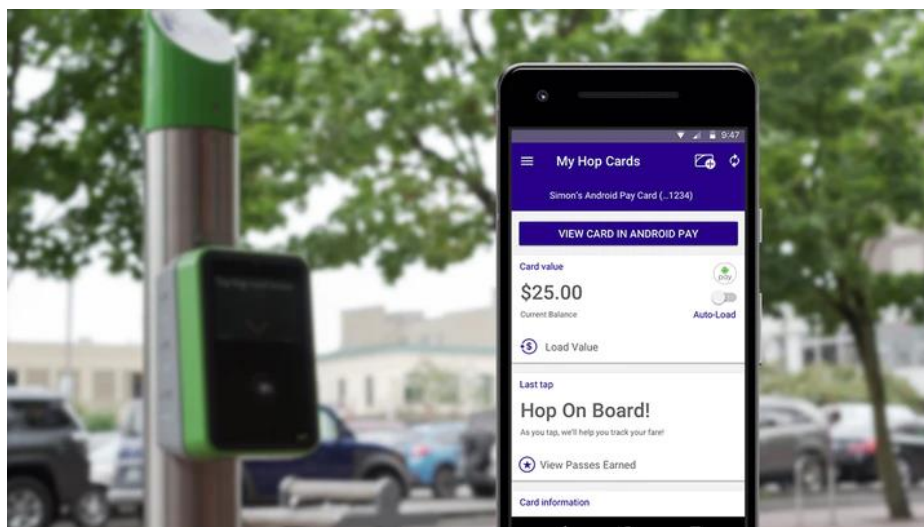 9:47
My Hop Cards
Simon's Android Pay Card (..1234)
VIEW CARD IN ANDROID PAY
Card value
pay
$25.00
Current Balance
Auto-Load
Load Value
Last tap
Hop On Board!
As you tap, we'll help you track your fare!
View Passes Earned
Card information